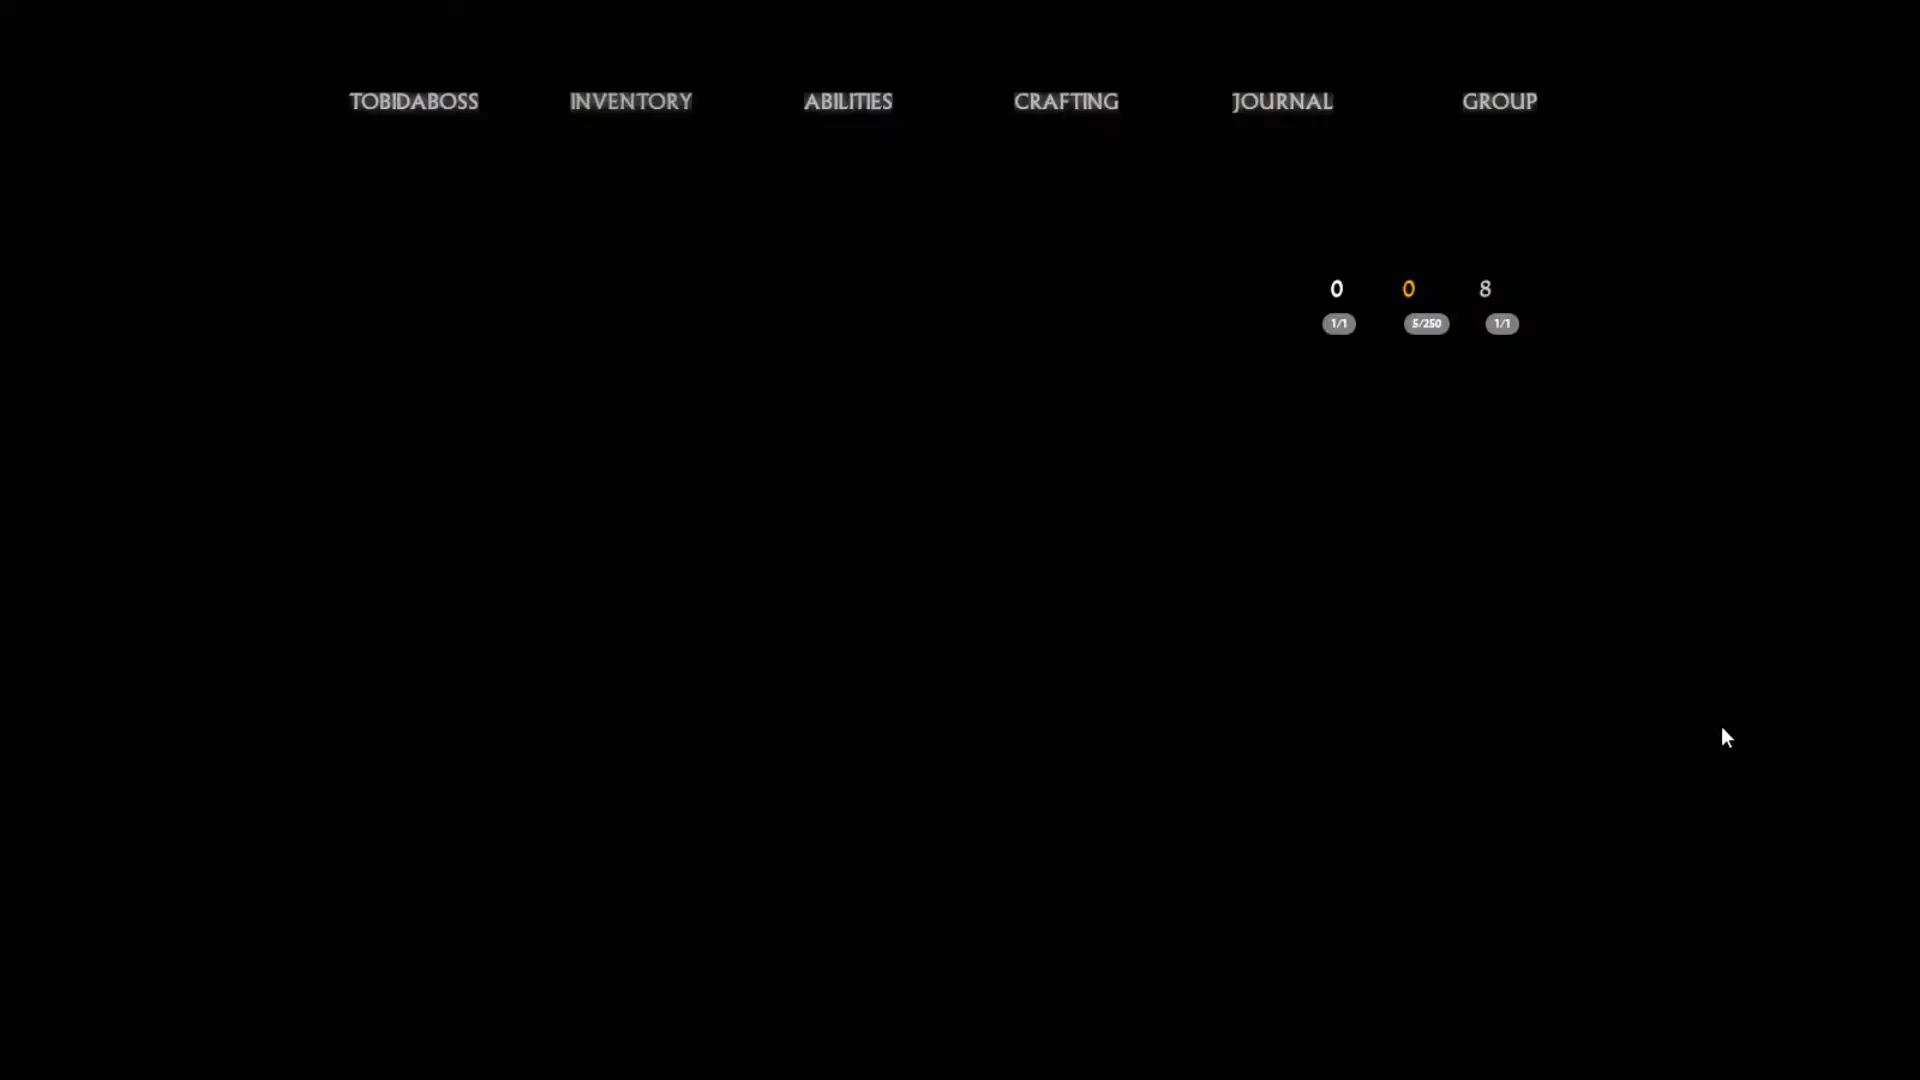 TOBIDABOSS INVENTORY ABILITIES CRAFTING JOURNAL GROUP
0 0 8
1/1 5/250 1/1